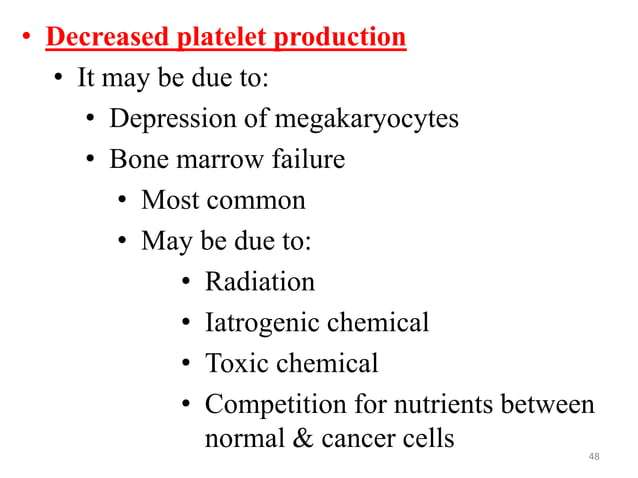 • Decreased platelet production
• It may be due to:
• Depression of megakaryocytes
• Bone marrow failure
• Most common
• May be due to:
• Radiation
• Iatrogenic chemical
• Toxic chemical
• Competition for nutrients between
normal & cancer cells
48